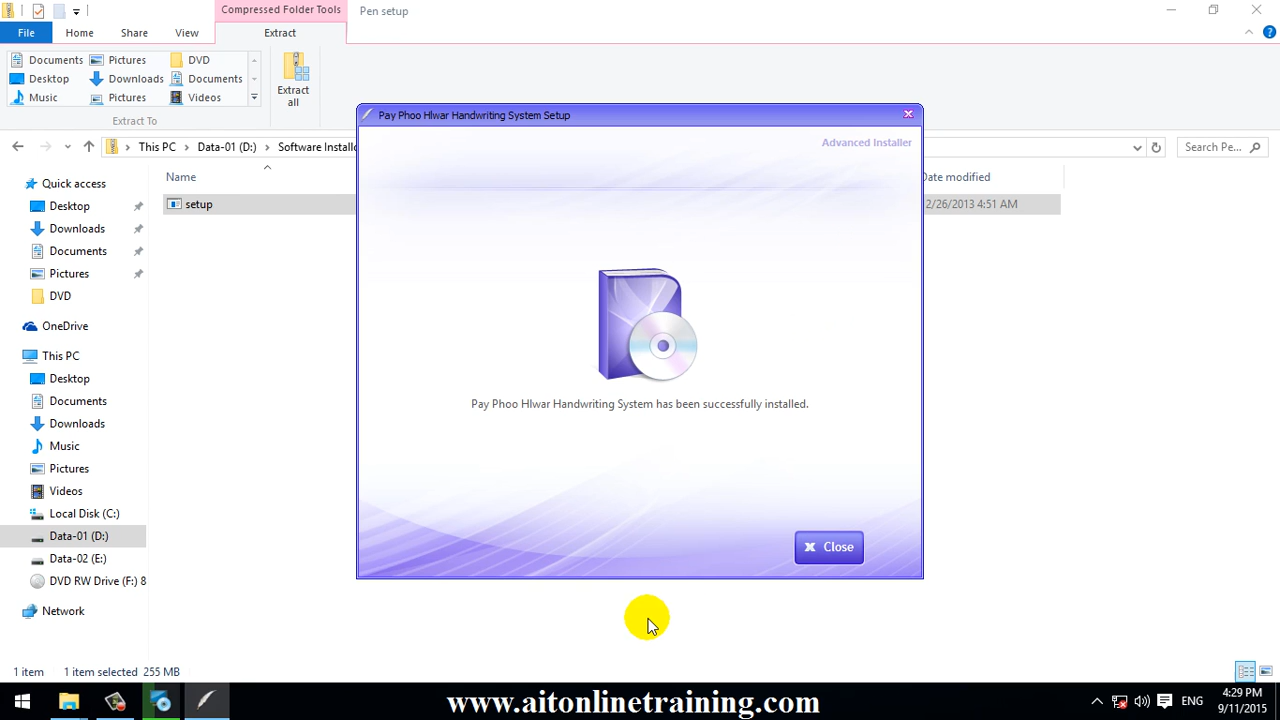 Compressed Folder Tools
Pen setup
File
Home
Share
View
Extract
Documents
Pictures
DVD
Desktop
Downloads
Documents
Music
Pictures
Videos
Extract all
Extract To
This PC
Data-01 (D:)
Search Pe...
Name
setup
2/26/2013 4:51 AM
Quick access
Desktop
Downloads
Documents
Pictures
DVD
OneDrive
This PC
Desktop
Documents
Downloads
Music
Pictures
Videos
Local Disk (C:)
Data-01 (D:)
Data-02 (E:)
DVD RW Drive (F:) 8
Network
Pay Phoo Hlwar Handwriting System Setup
Advanced Installer
Pay Phoo Hlwar Handwriting System has been successfully installed.
Close
1 item
1 item selected 255 MB
www.aitonlinetraining.com
ENG
4:29 PM
9/11/2015